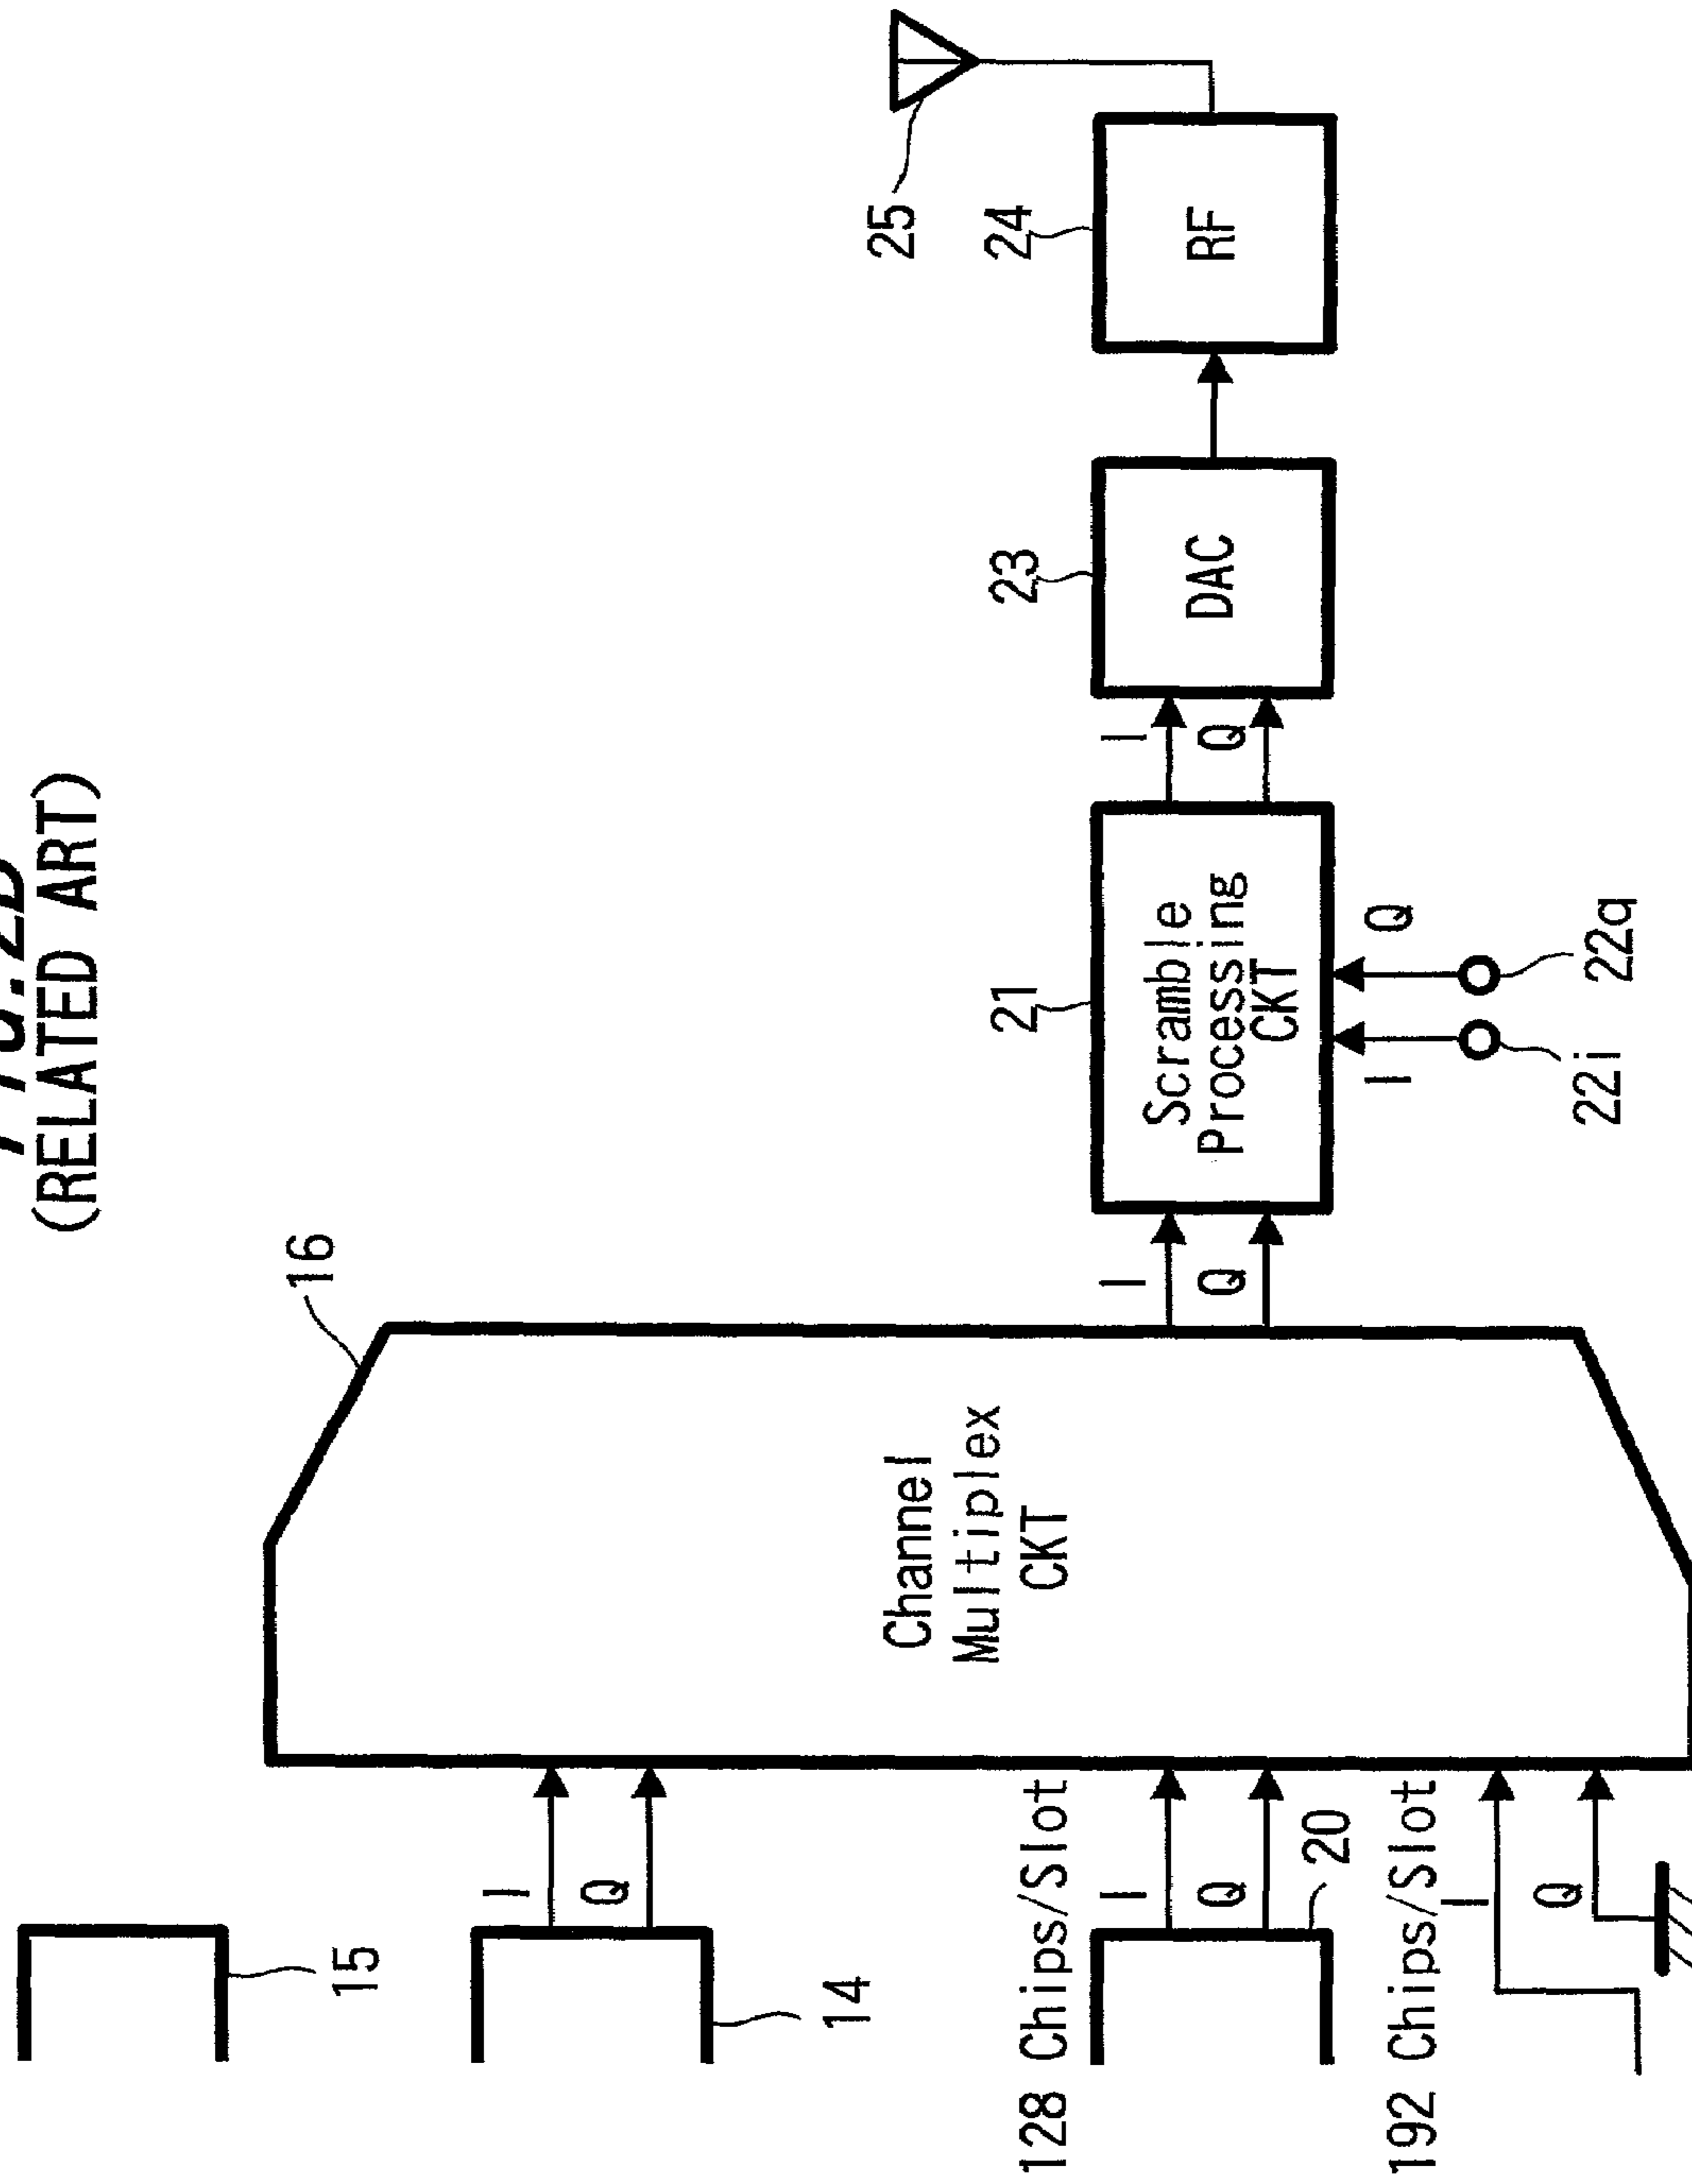 (RELATED ART)
15
14
16
I
Q
128 Chips/Slot
I
Q
20
192 Chips/Slot
I
Q
Channel
Multiplex
CKT
I
Q
21
Scramble
Processing
CKT
I
Q
22i
22q
I
Q
23
DAC
24
RF
25